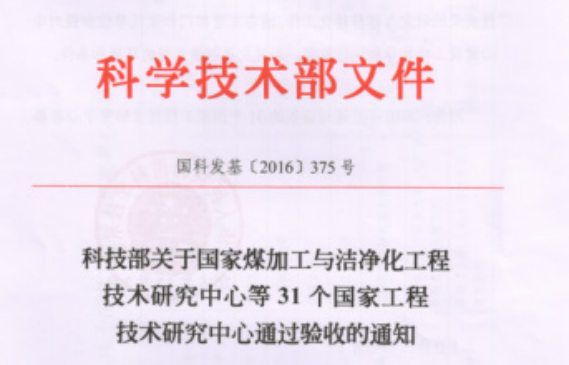 科学技术部文件
国科发基〔2016〕375号
科技部关于国家煤加工与洁净化工程
技术研究中心等31个国家工程
技术研究中心通过验收的通知